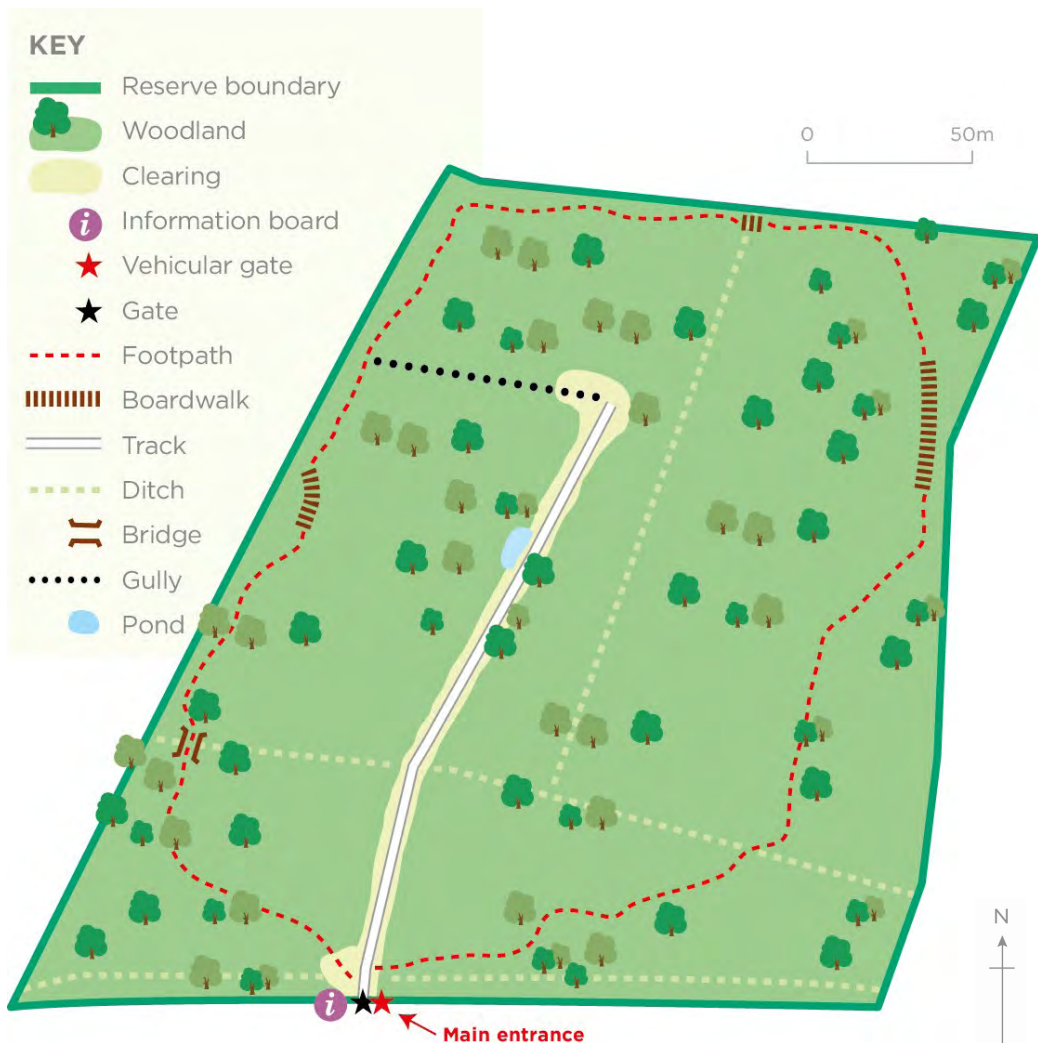 KEY
Reserve boundary
Woodland
Clearing
i Information board
Vehicular gate
Gate
Footpath
Boardwalk
Track
Ditch
Bridge
Gully
Pond
0 50m
N
i
Main entrance